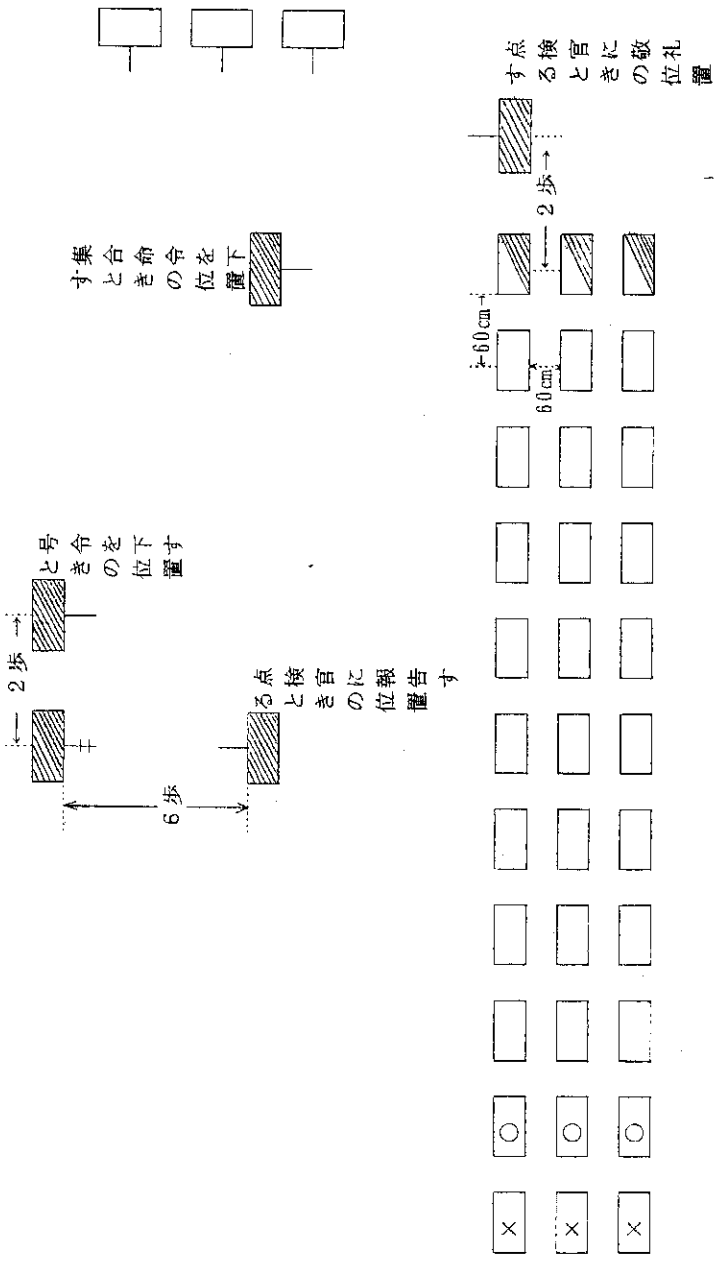 点検官に敬礼
するときの位置
集合命令を下
すときの位置
2歩
60cm
60cm
号令を下す
ときの位置
2歩
点検官に報告す
るときの位置
6歩